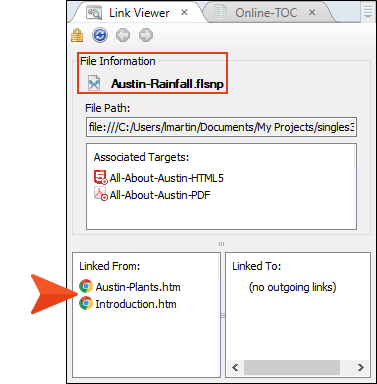 Link Viewer Online-TOC
File Information
Austin-Rainfall.flsnp
File Path:
file:///C:/Users/lmartin/Documents/My Projects/singles3
Associated Targets:
All-About-Austin-HTML5
All-About-Austin-PDF
Linked From:
Austin-Plants.htm
Introduction.htm
Linked To:
(no outgoing links)